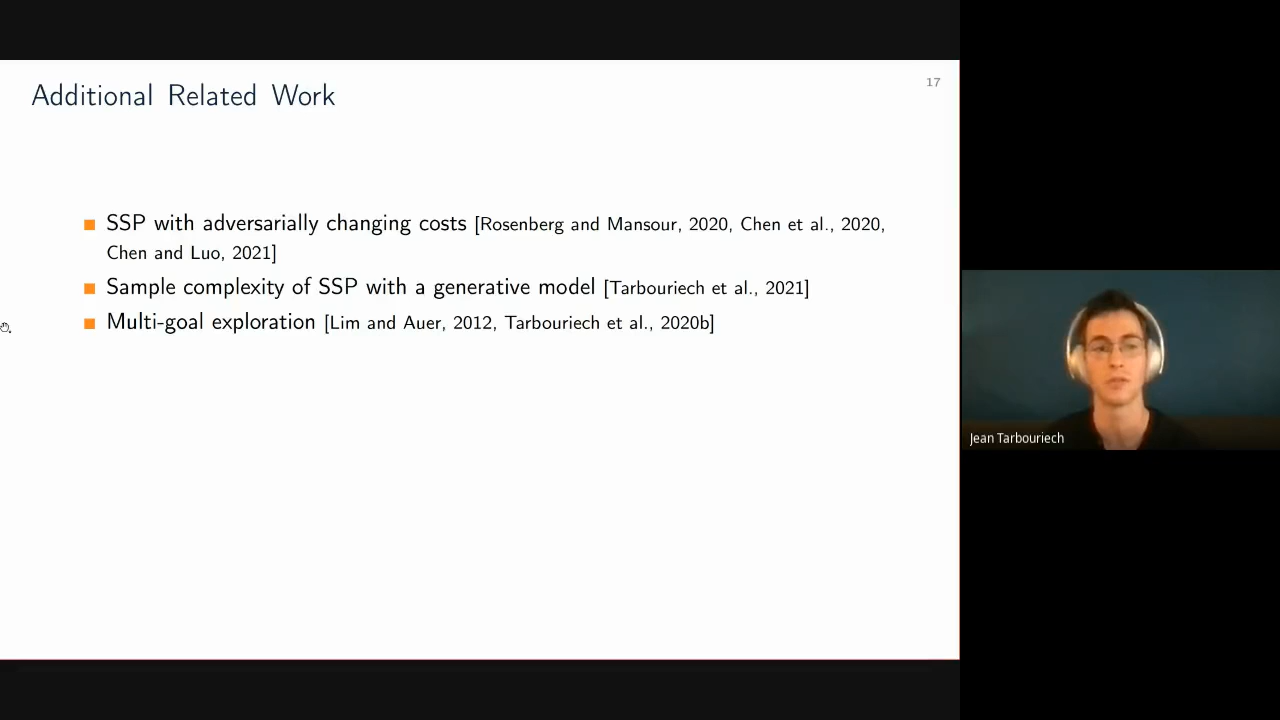 Additional Related Work
17
SSP with adversarially changing costs [Rosenberg and Mansour, 2020, Chen et al., 2020,
Chen and Luo, 2021]
Sample complexity of SSP with a generative model [Tarbouriech et al., 2021]
Multi-goal exploration [Lim and Auer, 2012, Tarbouriech et al., 2020b]
Jean Tarbouriech